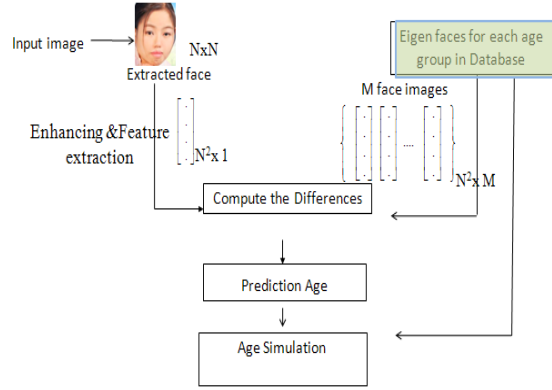 Input image
NxN
Extracted face
Eigen faces for each age
group in Database
M face images
Enhancing &Feature
extraction
N²x 1
....
N²x M
Compute the Differences
Prediction Age
Age Simulation